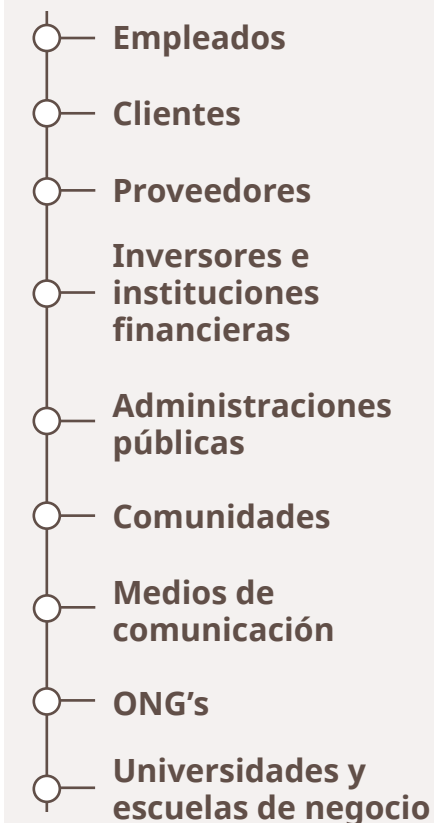 Empleados
Clientes
Proveedores
Inversores e
instituciones
financieras
Administraciones
públicas
Comunidades
Medios de
comunicación
ONG’s
Universidades y
escuelas de negocio